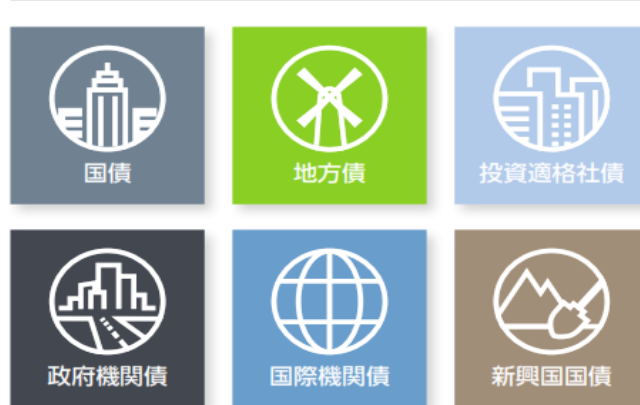 国債
地方債
投資適格社債
政府機関債
国際機関債
新興国国債